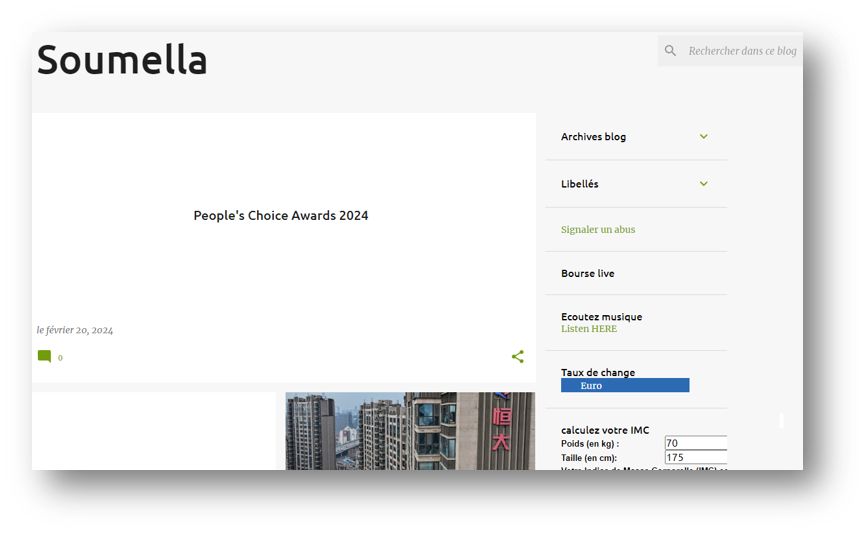 Soumella
Rechercher dans ce blog
People's Choice Awards 2024
le février 20, 2024
0
恒
大
Archives blog
Libellés
Signaler un abus
Bourse live
Ecoutez musique
Listen HERE
Taux de change
Euro
calculez votre IMC
Poids (en kg) : 70
Taille (en cm): 175